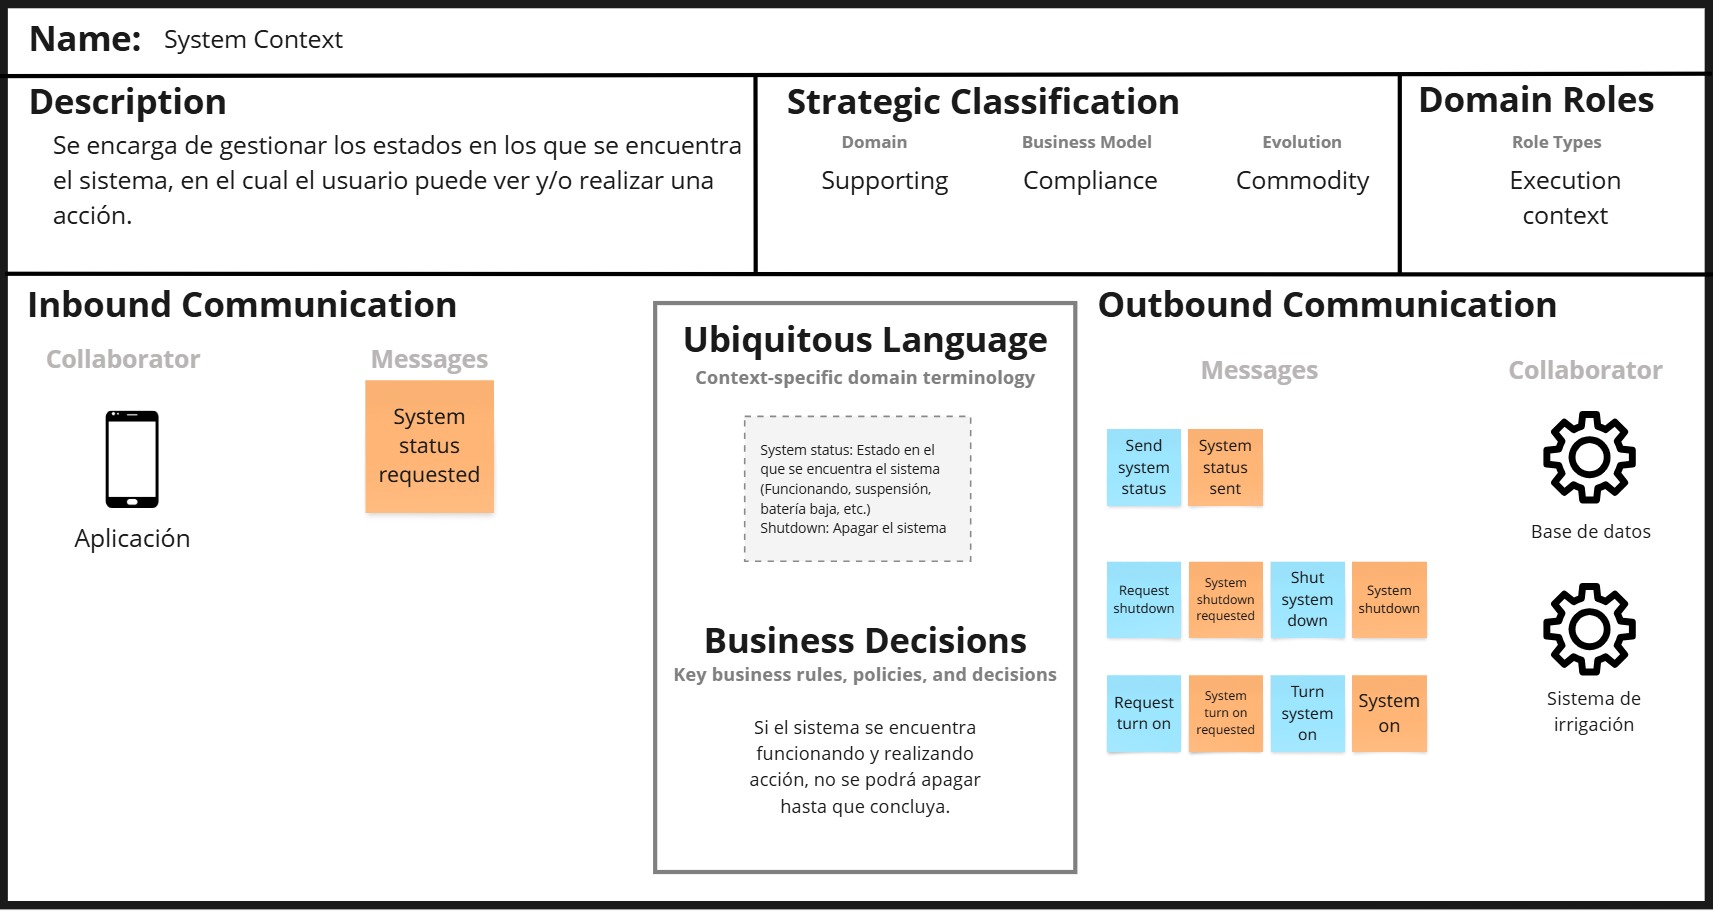 Name: System Context
Description
Se encarga de gestionar los estados en los que se encuentra
el sistema, en el cual el usuario puede ver y/o realizar una
acción.
Strategic Classification
Domain
Supporting
Business Model
Compliance
Evolution
Commodity
Domain Roles
Role Types
Execution
context
Inbound Communication
Collaborator
Aplicación
Messages
System
status
requested
Ubiquitous Language
Context-specific domain terminology
System status: Estado en el
que se encuentra el sistema
(Funcionando, suspensión,
batería baja, etc.)
Shutdown: Apagar el sistema
Business Decisions
Key business rules, policies, and decisions
Si el sistema se encuentra
funcionando y realizando
acción, no se podrá apagar
hasta que concluya.
Outbound Communication
Messages
Send
system
status
System
status
sent
Request
shutdown
System
shutdown
requested
Shut
system
down
System
shutdown
Request
turn on
System
turn on
requested
Turn
system
on
System
on
Collaborator
Base de datos
Sistema de
irrigación